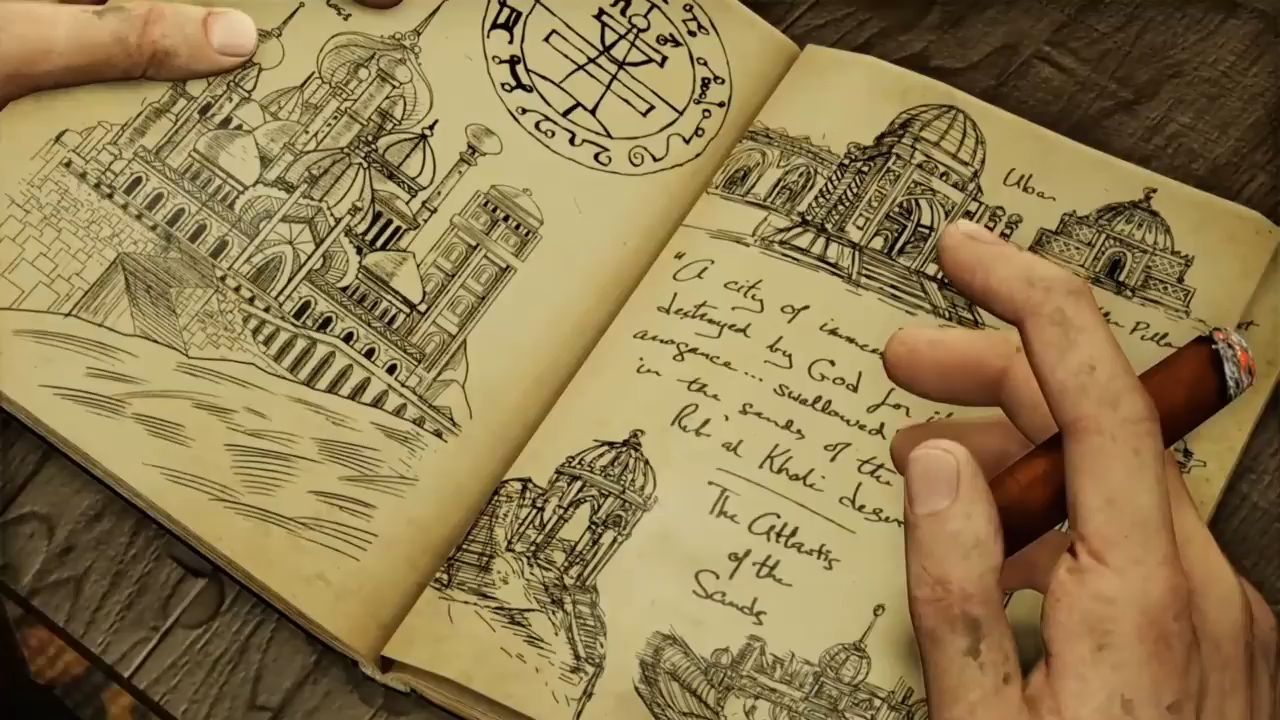 Ubar
"A city of immea
destroyed by God for i
arrogance... swallowed
in the sands of the
Rub' al Khali deser
The Atlantis
of the
Sands